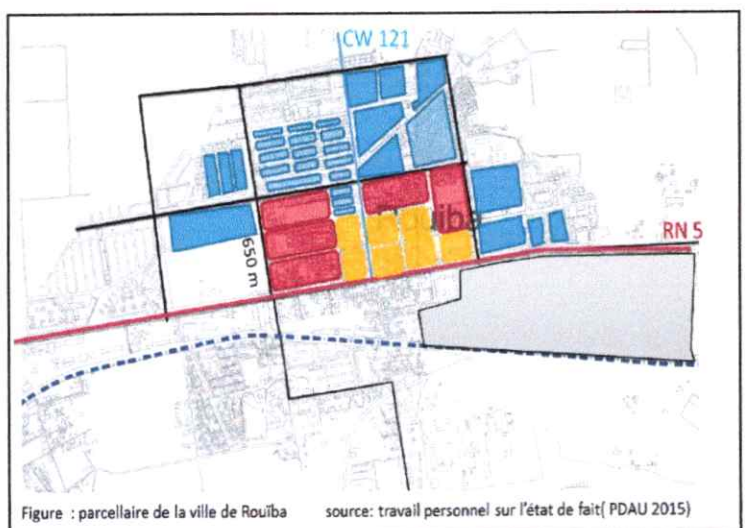 CW 121
Rouïba
RN 5
650 m
Figure : parcellaire de la ville de Rouïba source: travail personnel sur l'état de fait( PDAU 2015)